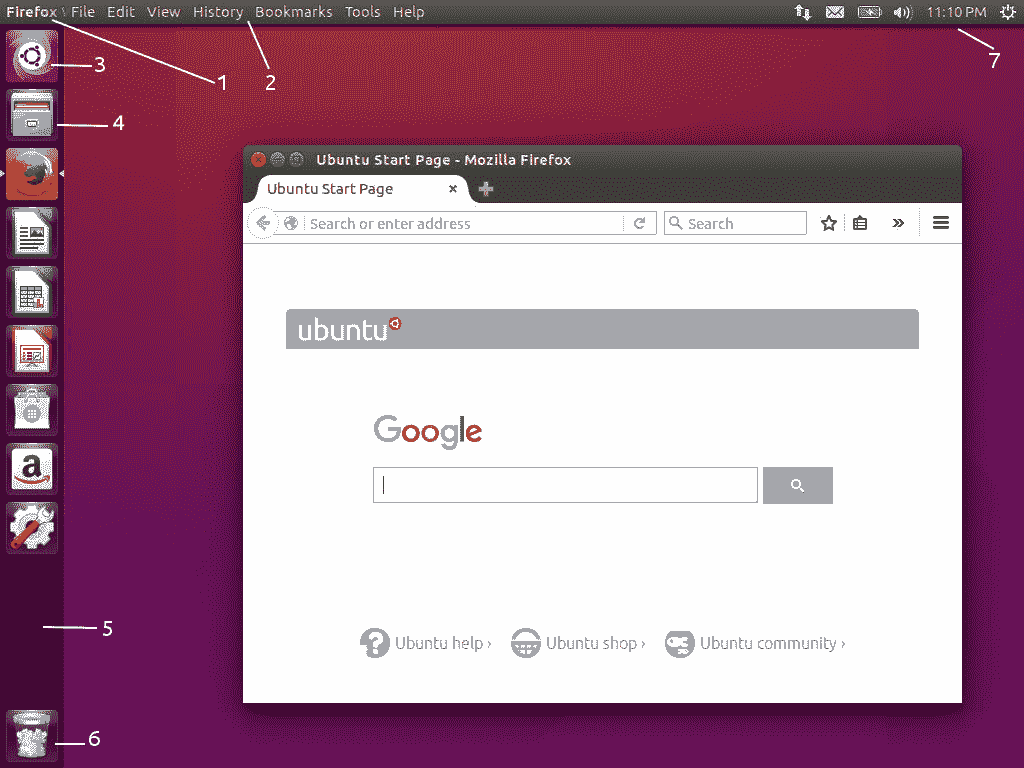 Firefox File Edit View History Bookmarks Tools Help 11:10 PM
1
2
3
4
5
6
7
Ubuntu Start Page - Mozilla Firefox
Ubuntu Start Page
Search or enter address
Search
ubuntu
Google
Ubuntu help ›
Ubuntu shop ›
Ubuntu community ›
a